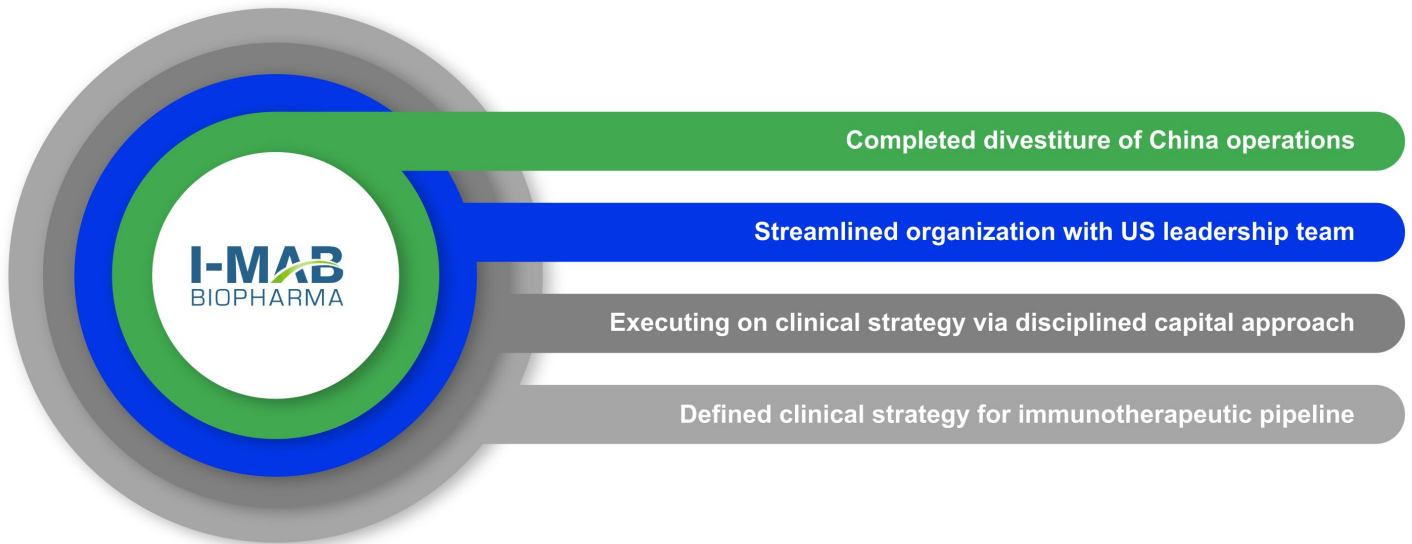 I-MAB
BIOPHARMA
Completed divestiture of China operations
Streamlined organization with US leadership team
Executing on clinical strategy via disciplined capital approach
Defined clinical strategy for immunotherapeutic pipeline